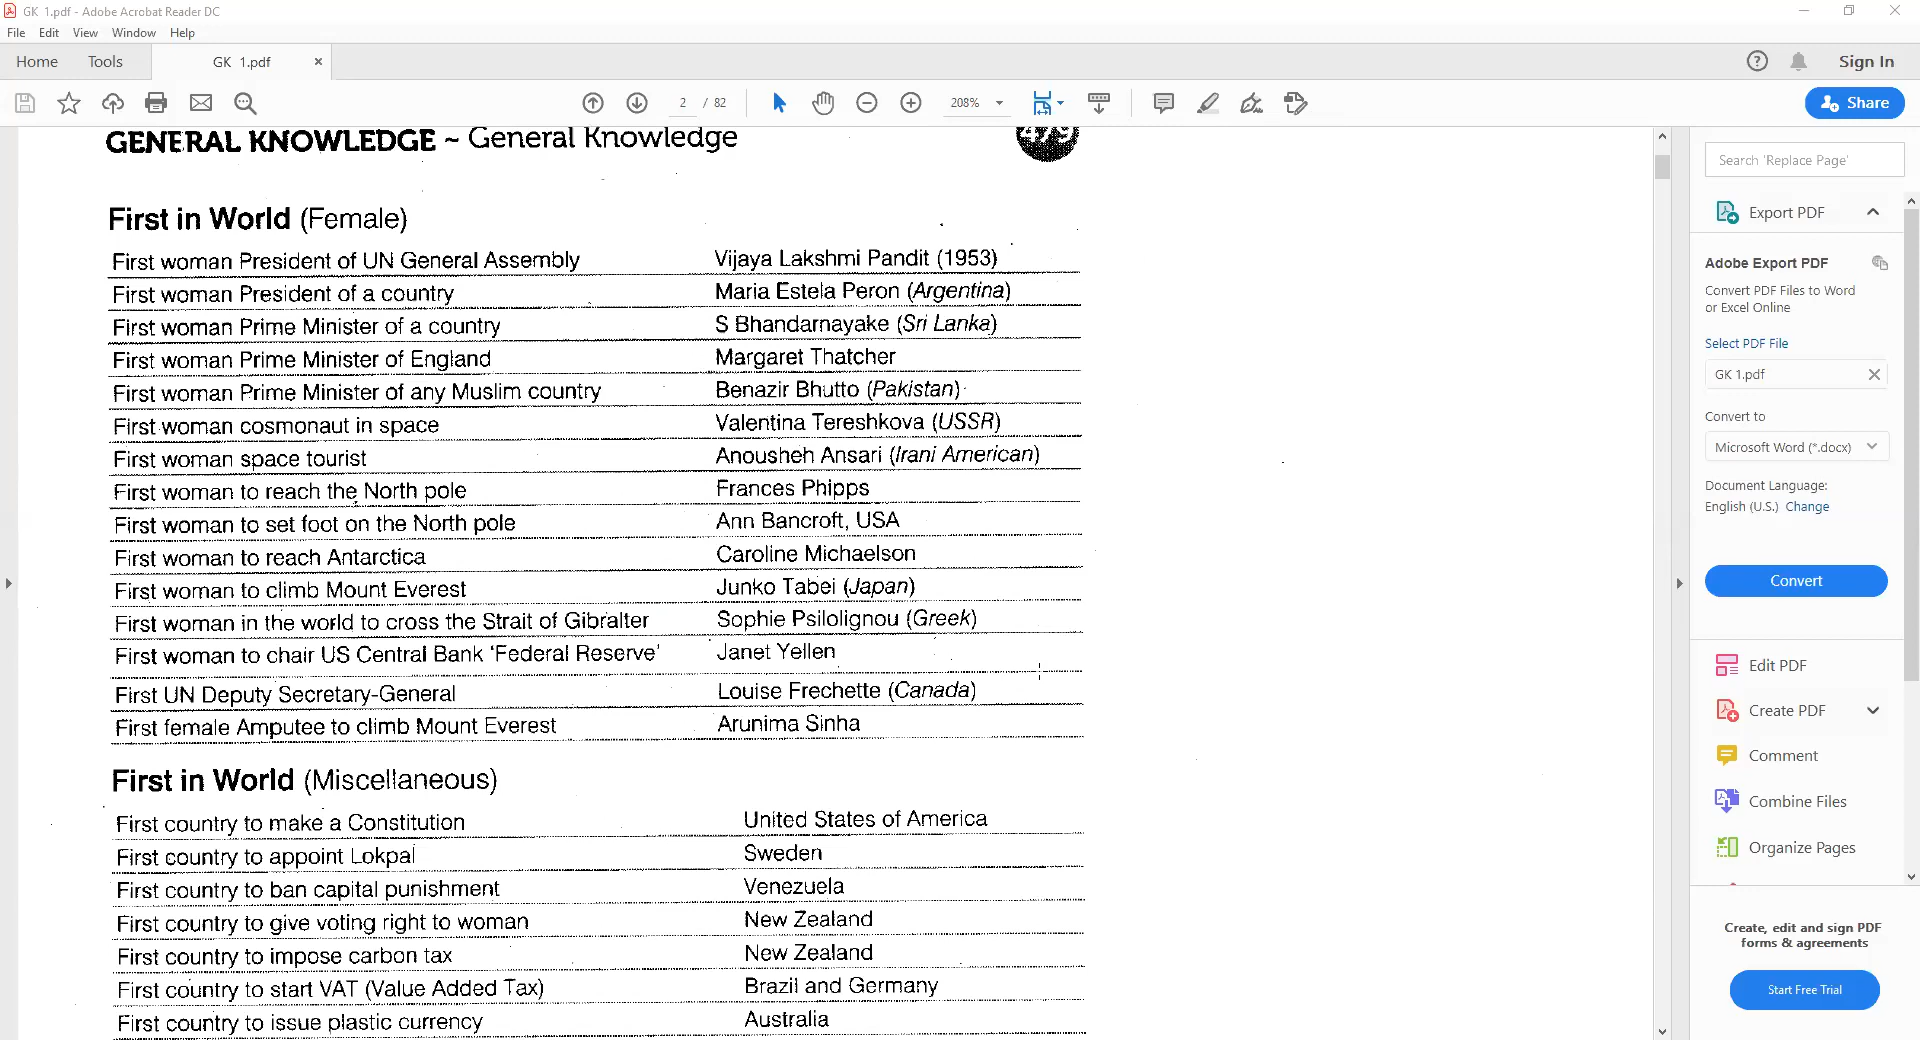 GK 1.pdf - Adobe Acrobat Reader DC
File Edit View Window Help
Home Tools GK 1.pdf × Sign In
2 / 82 208% Share
GENERAL KNOWLEDGE ~ General Knowledge 479
First in World (Female)
First woman President of UN General Assembly Vijaya Lakshmi Pandit (1953)
First woman President of a country Maria Estela Peron (Argentina)
First woman Prime Minister of a country S Bhandarnayake (Sri Lanka)
First woman Prime Minister of England Margaret Thatcher
First woman Prime Minister of any Muslim country Benazir Bhutto (Pakistan)
First woman cosmonaut in space Valentina Tereshkova (USSR)
First woman space tourist Anousheh Ansari (Irani American)
First woman to reach the North pole Frances Phipps
First woman to set foot on the North pole Ann Bancroft, USA
First woman to reach Antarctica Caroline Michaelson
First woman to climb Mount Everest Junko Tabei (Japan)
First woman in the world to cross the Strait of Gibralter Sophie Psilolignou (Greek)
First woman to chair US Central Bank 'Federal Reserve' Janet Yellen
First UN Deputy Secretary-General Louise Frechette (Canada)
First female Amputee to climb Mount Everest Arunima Sinha
First in World (Miscellaneous)
First country to make a Constitution United States of America
First country to appoint Lokpal Sweden
First country to ban capital punishment Venezuela
First country to give voting right to woman New Zealand
First country to impose carbon tax New Zealand
First country to start VAT (Value Added Tax) Brazil and Germany
First country to issue plastic currency Australia
Search 'Replace Page'
Export PDF
Adobe Export PDF
Convert PDF Files to Word
or Excel Online
Select PDF File
GK 1.pdf
Convert to
Microsoft Word (*.docx)
Document Language:
English (U.S.) Change
Convert
Edit PDF
Create PDF
Comment
Combine Files
Organize Pages
Create, edit and sign PDF
forms & agreements
Start Free Trial